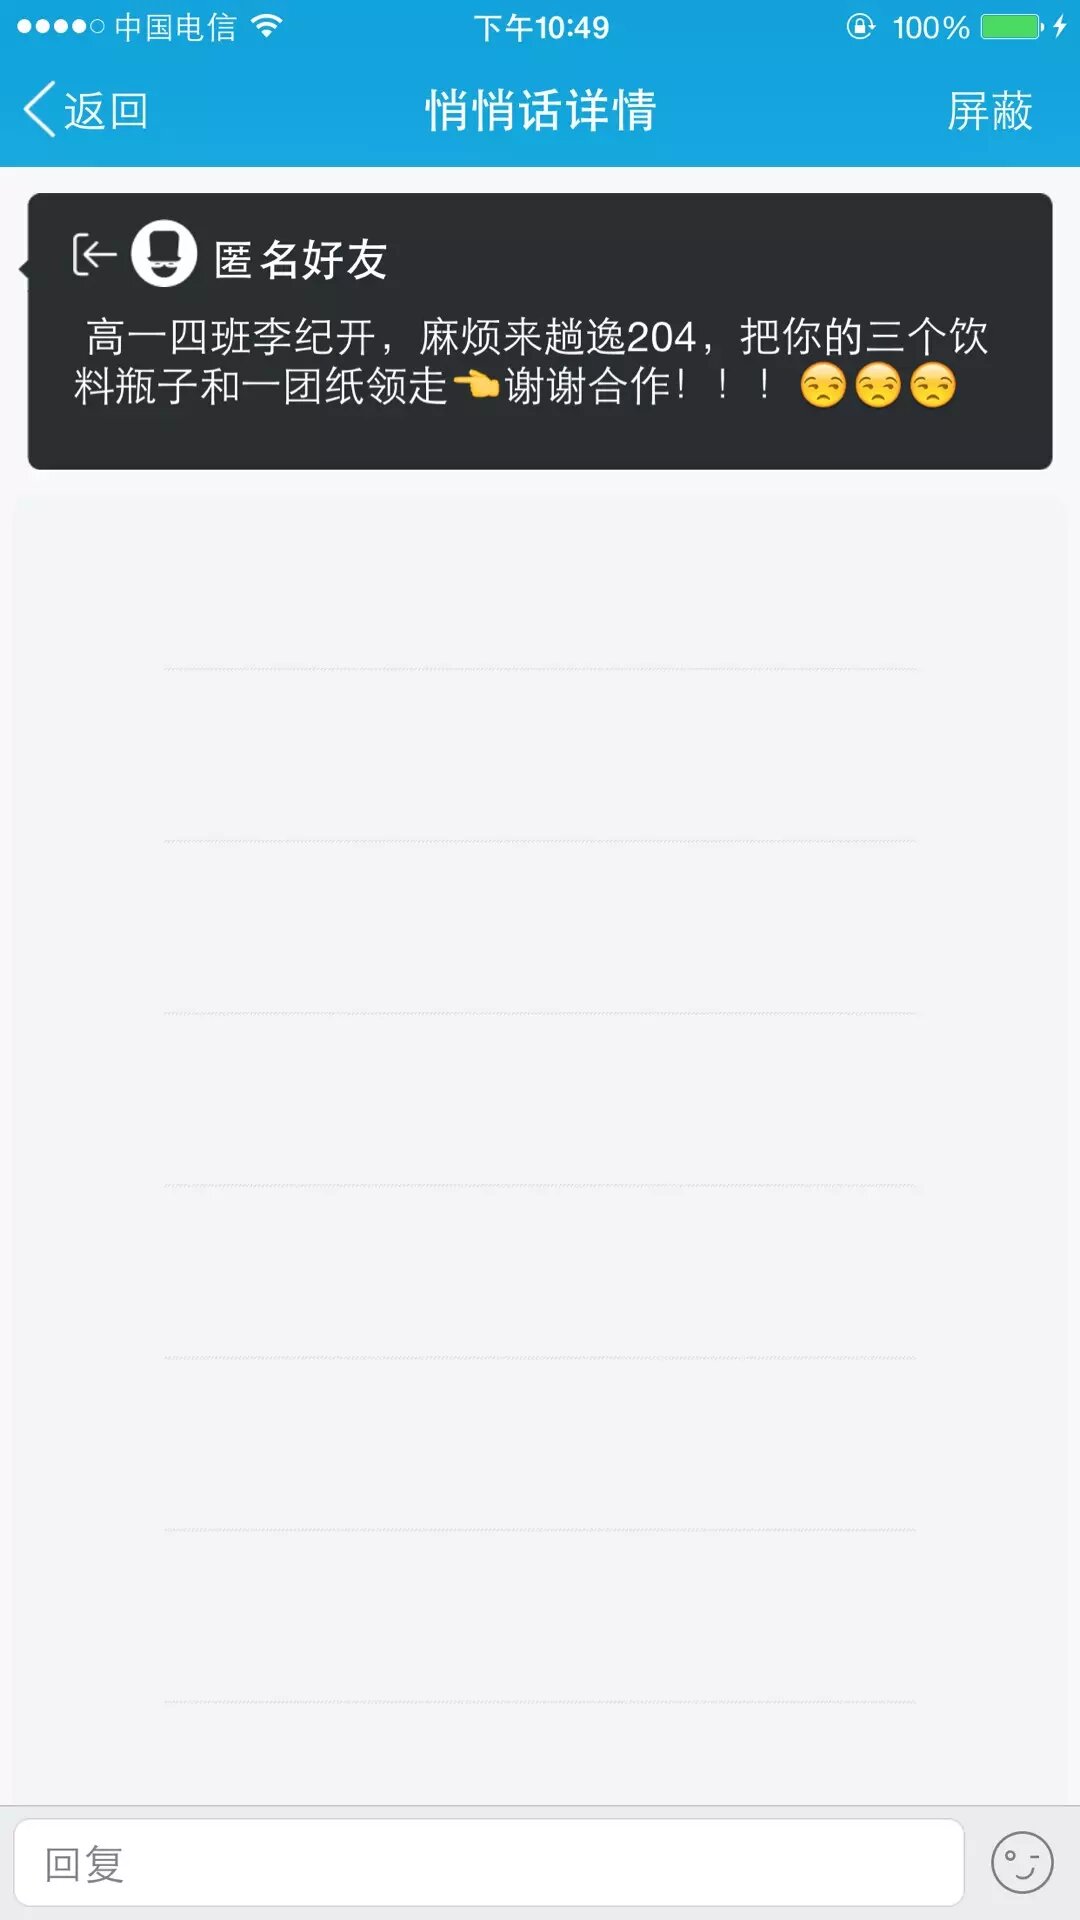 中国电信 下午10:49 100%
返回 悄悄话详情 屏蔽
匿名好友
高一四班李纪开，麻烦来趟逸204，把你的三个饮
料瓶子和一团纸领走👈谢谢合作！！！😒😒😒
回复